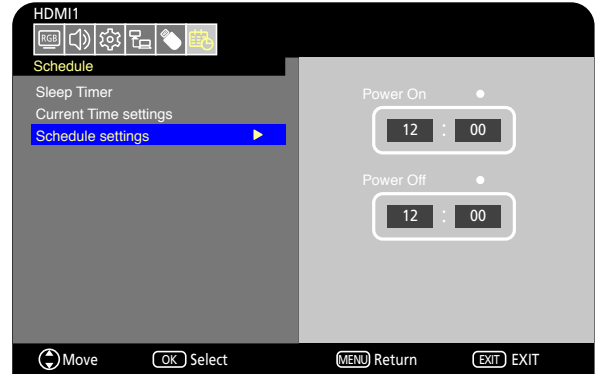 HDMI1
RGB
Schedule
Sleep Timer
Current Time settings
Schedule settings
Power On
12 : 00
Power Off
12 : 00
Move OK Select MENU Return EXIT EXIT